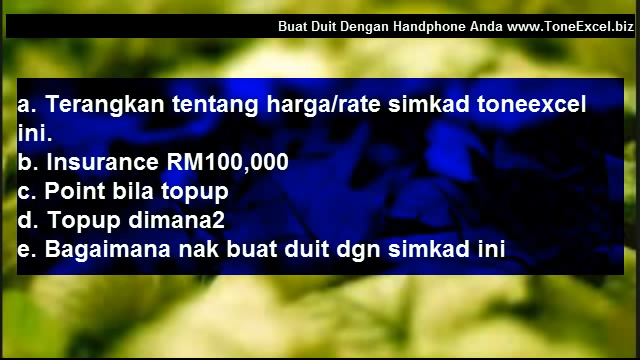 Buat Duit Dengan Handphone Anda www.ToneExcel.biz
a. Terangkan tentang harga/rate simkad toneexcel
ini.
b. Insurance RM100,000
c. Point bila topup
d. Topup dimana2
e. Bagaimana nak buat duit dgn simkad ini